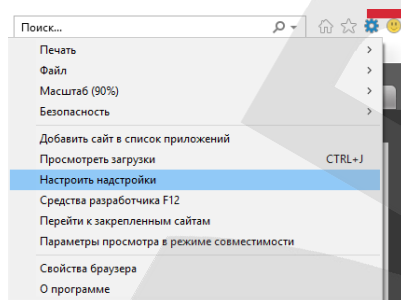 Поиск...
Печать
Файл
Масштаб (90%)
Безопасность
Добавить сайт в список приложений
Просмотреть загрузки CTRL+J
Настроить надстройки
Средства разработчика F12
Перейти к закрепленным сайтам
Параметры просмотра в режиме совместимости
Свойства браузера
О программе